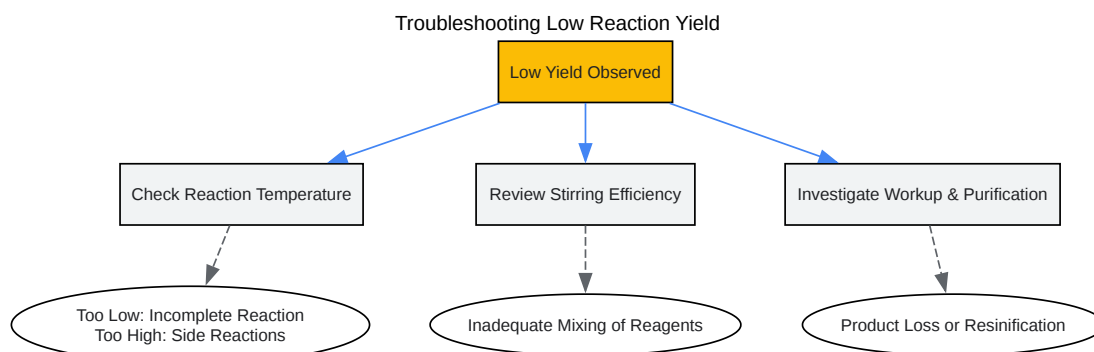 Troubleshooting Low Reaction Yield
Low Yield Observed
Check Reaction Temperature
Review Stirring Efficiency
Investigate Workup & Purification
Too Low: Incomplete Reaction
Too High: Side Reactions
Inadequate Mixing of Reagents
Product Loss or Resinification